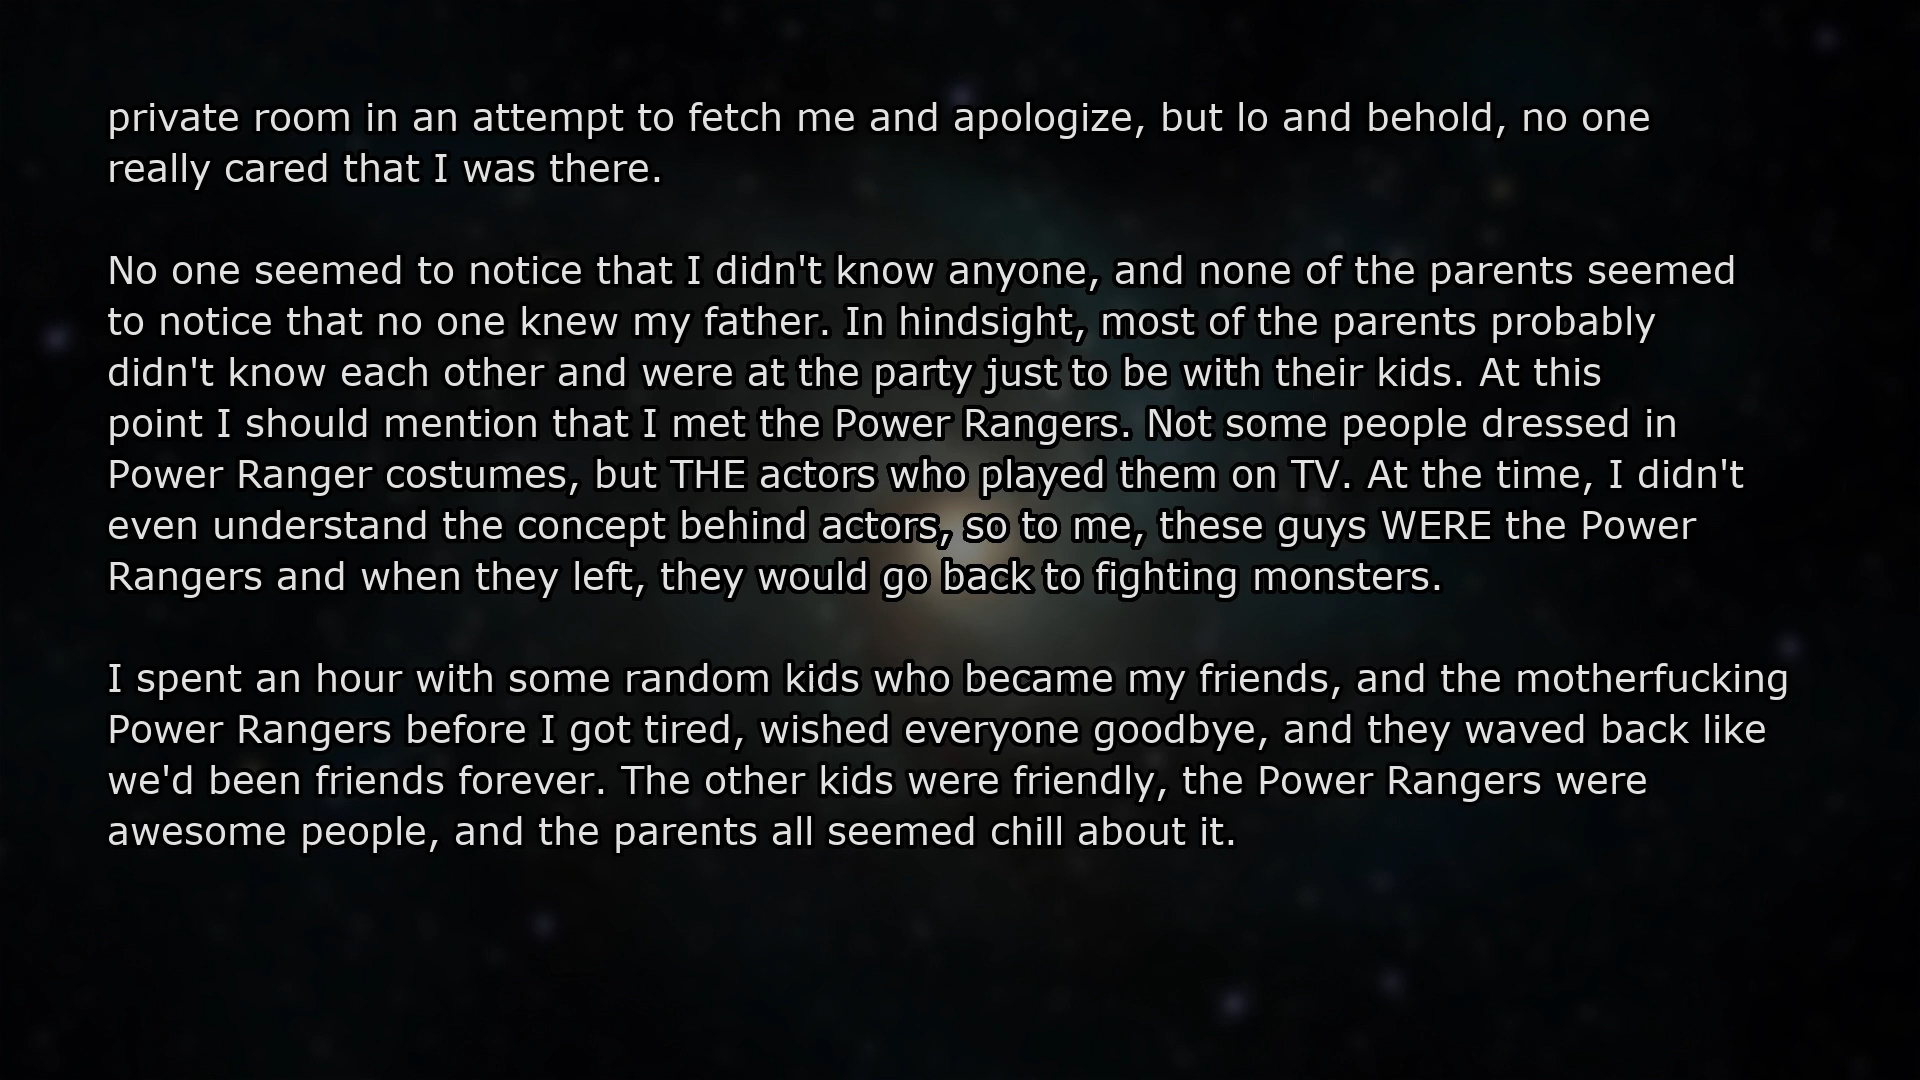 private room in an attempt to fetch me and apologize, but lo and behold, no one
really cared that I was there.
No one seemed to notice that I didn't know anyone, and none of the parents seemed
to notice that no one knew my father. In hindsight, most of the parents probably
didn't know each other and were at the party just to be with their kids. At this
point I should mention that I met the Power Rangers. Not some people dressed in
Power Ranger costumes, but THE actors who played them on TV. At the time, I didn't
even understand the concept behind actors, so to me, these guys WERE the Power
Rangers and when they left, they would go back to fighting monsters.
I spent an hour with some random kids who became my friends, and the motherfucking
Power Rangers before I got tired, wished everyone goodbye, and they waved back like
we'd been friends forever. The other kids were friendly, the Power Rangers were
awesome people, and the parents all seemed chill about it.